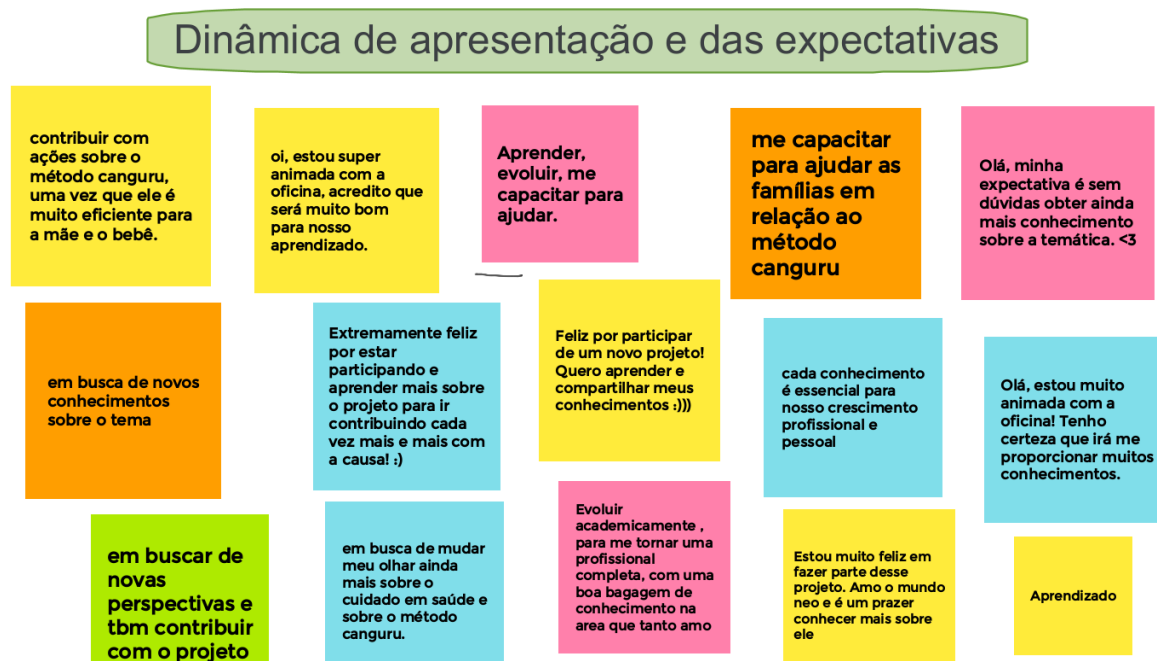 Dinâmica de apresentação e das expectativas
contribuir com
ações sobre o
método canguru,
uma vez que ele é
muito eficiente para
a mãe e o bebê.
oi, estou super
animada com a
oficina, acredito que
será muito bom
para nosso
aprendizado.
Aprender,
evoluir, me
capacitar para
ajudar.
me capacitar
para ajudar as
famílias em
relação ao
método
canguru
Olá, minha
expectativa é sem
dúvidas obter ainda
mais conhecimento
sobre a temática. <3
em busca de novos
conhecimentos
sobre o tema
Extremamente feliz
por estar
participando e
aprender mais sobre
o projeto para ir
contribuindo cada
vez mais e mais com
a causa! :)
Feliz por participar
de um novo projeto!
Quero aprender e
compartilhar meus
conhecimentos :)))
cada conhecimento
é essencial para
nosso crescimento
profissional e
pessoal
Olá, estou muito
animada com a
oficina! Tenho
certeza que irá me
proporcionar muitos
conhecimentos.
em buscar de
novas
perspectivas e
tbm contribuir
com o projeto
em busca de mudar
meu olhar ainda
mais sobre o
cuidado em saúde e
sobre o método
canguru.
Evoluir
academicamente ,
para me tornar uma
profissional
completa, com uma
boa bagagem de
conhecimento na
area que tanto amo
Estou muito feliz em
fazer parte desse
projeto. Amo o mundo
neo e é um prazer
conhecer mais sobre
ele
Aprendizado